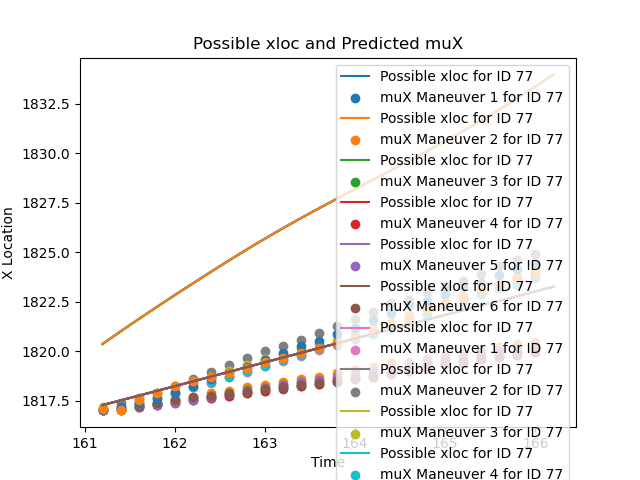 Possible xloc and Predicted muX
X Location
1832.5
1830.0
1827.5
1825.0
1822.5
1820.0
1817.5
161
162
163
164
165
166
Time
Possible xloc for ID 77
muX Maneuver 1 for ID 77
Possible xloc for ID 77
muX Maneuver 2 for ID 77
Possible xloc for ID 77
muX Maneuver 3 for ID 77
Possible xloc for ID 77
muX Maneuver 4 for ID 77
Possible xloc for ID 77
muX Maneuver 5 for ID 77
Possible xloc for ID 77
muX Maneuver 6 for ID 77
Possible xloc for ID 77
muX Maneuver 1 for ID 77
Possible xloc for ID 77
muX Maneuver 2 for ID 77
Possible xloc for ID 77
muX Maneuver 3 for ID 77
Possible xloc for ID 77
muX Maneuver 4 for ID 77